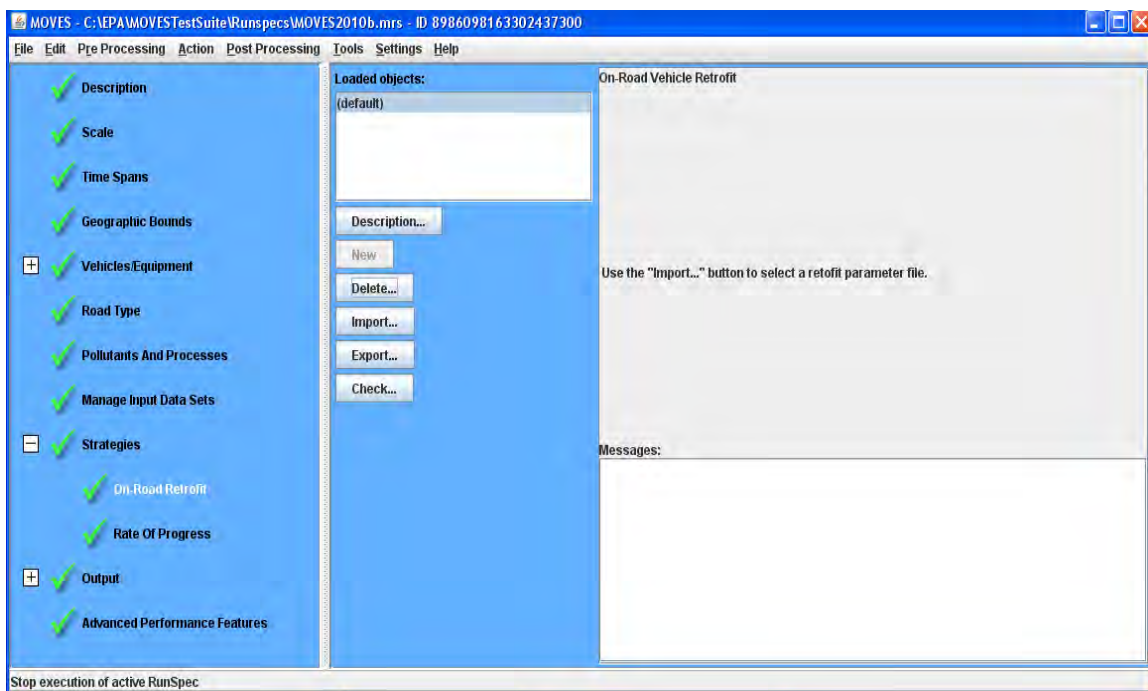 MOVES - C:\EPA\MOVESTestSuite\Runspecs\MOVES2010b.mrs - ID 8986098163302437300
File Edit Pre Processing Action Post Processing Tools Settings Help
Description
Scale
Time Spans
Geographic Bounds
Vehicles/Equipment
Road Type
Pollutants And Processes
Manage Input Data Sets
Strategies
On-Road Retrofit
Rate Of Progress
Output
Advanced Performance Features
Loaded objects:
(default)
Description...
New
Delete...
Import...
Export...
Check...
On-Road Vehicle Retrofit
Use the "Import..." button to select a retofit parameter file.
Messages:
Stop execution of active RunSpec